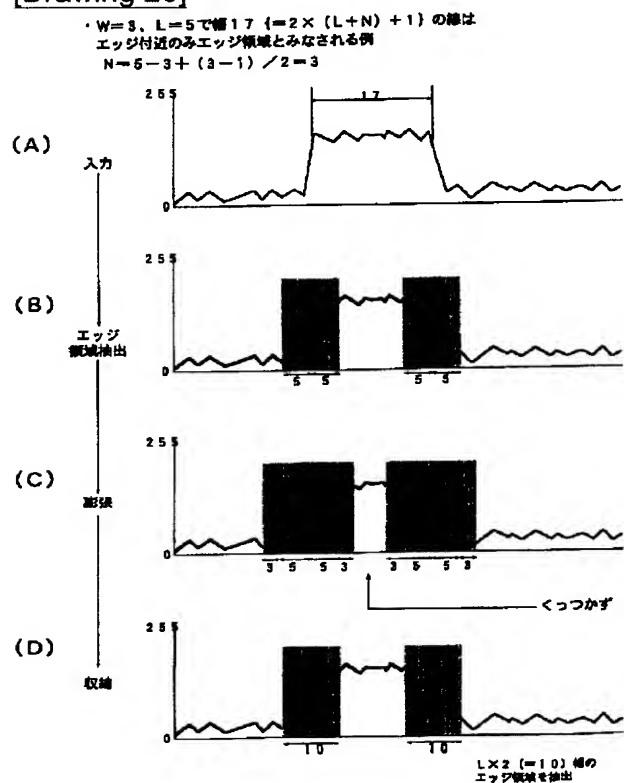 [Drawing 20]
・W=3、L=5で幅17 {=2×(L+N)+1} の線は
エッジ付近のみエッジ領域とみなされる例
N=5-3+(3-1)/2=3
(A)
入力
255
17
0
(B)
エッジ
領域抽出
255
0
5 5
5 5
(C)
膨張
255
0
3 5 5 3
3 5 5 3
くっつかず
(D)
収縮
255
0
10
10
L×2 (=10) 幅の
エッジ領域を抽出